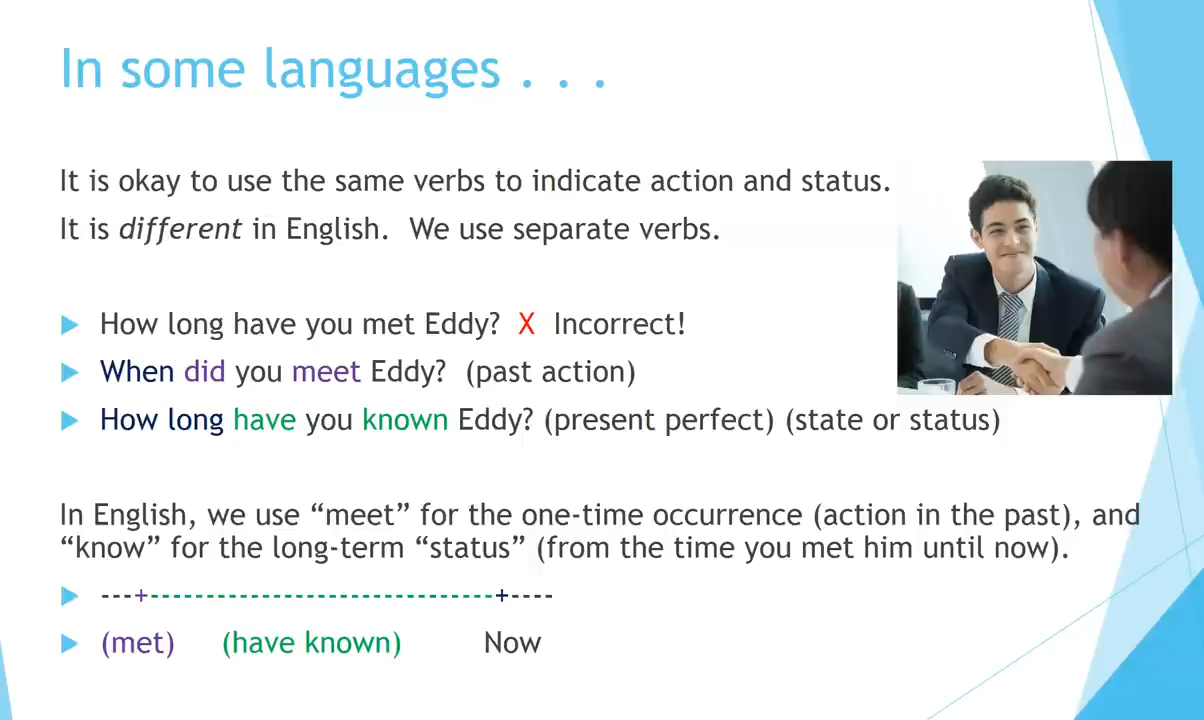 In some languages . . .
It is okay to use the same verbs to indicate action and status.
It is different in English.  We use separate verbs.
How long have you met Eddy?  X  Incorrect!
When did you meet Eddy?  (past action)
How long have you known Eddy? (present perfect) (state or status)
In English, we use “meet” for the one-time occurrence (action in the past), and
“know” for the long-term “status” (from the time you met him until now).
---+-------------------------------+----
(met)  (have known)  Now